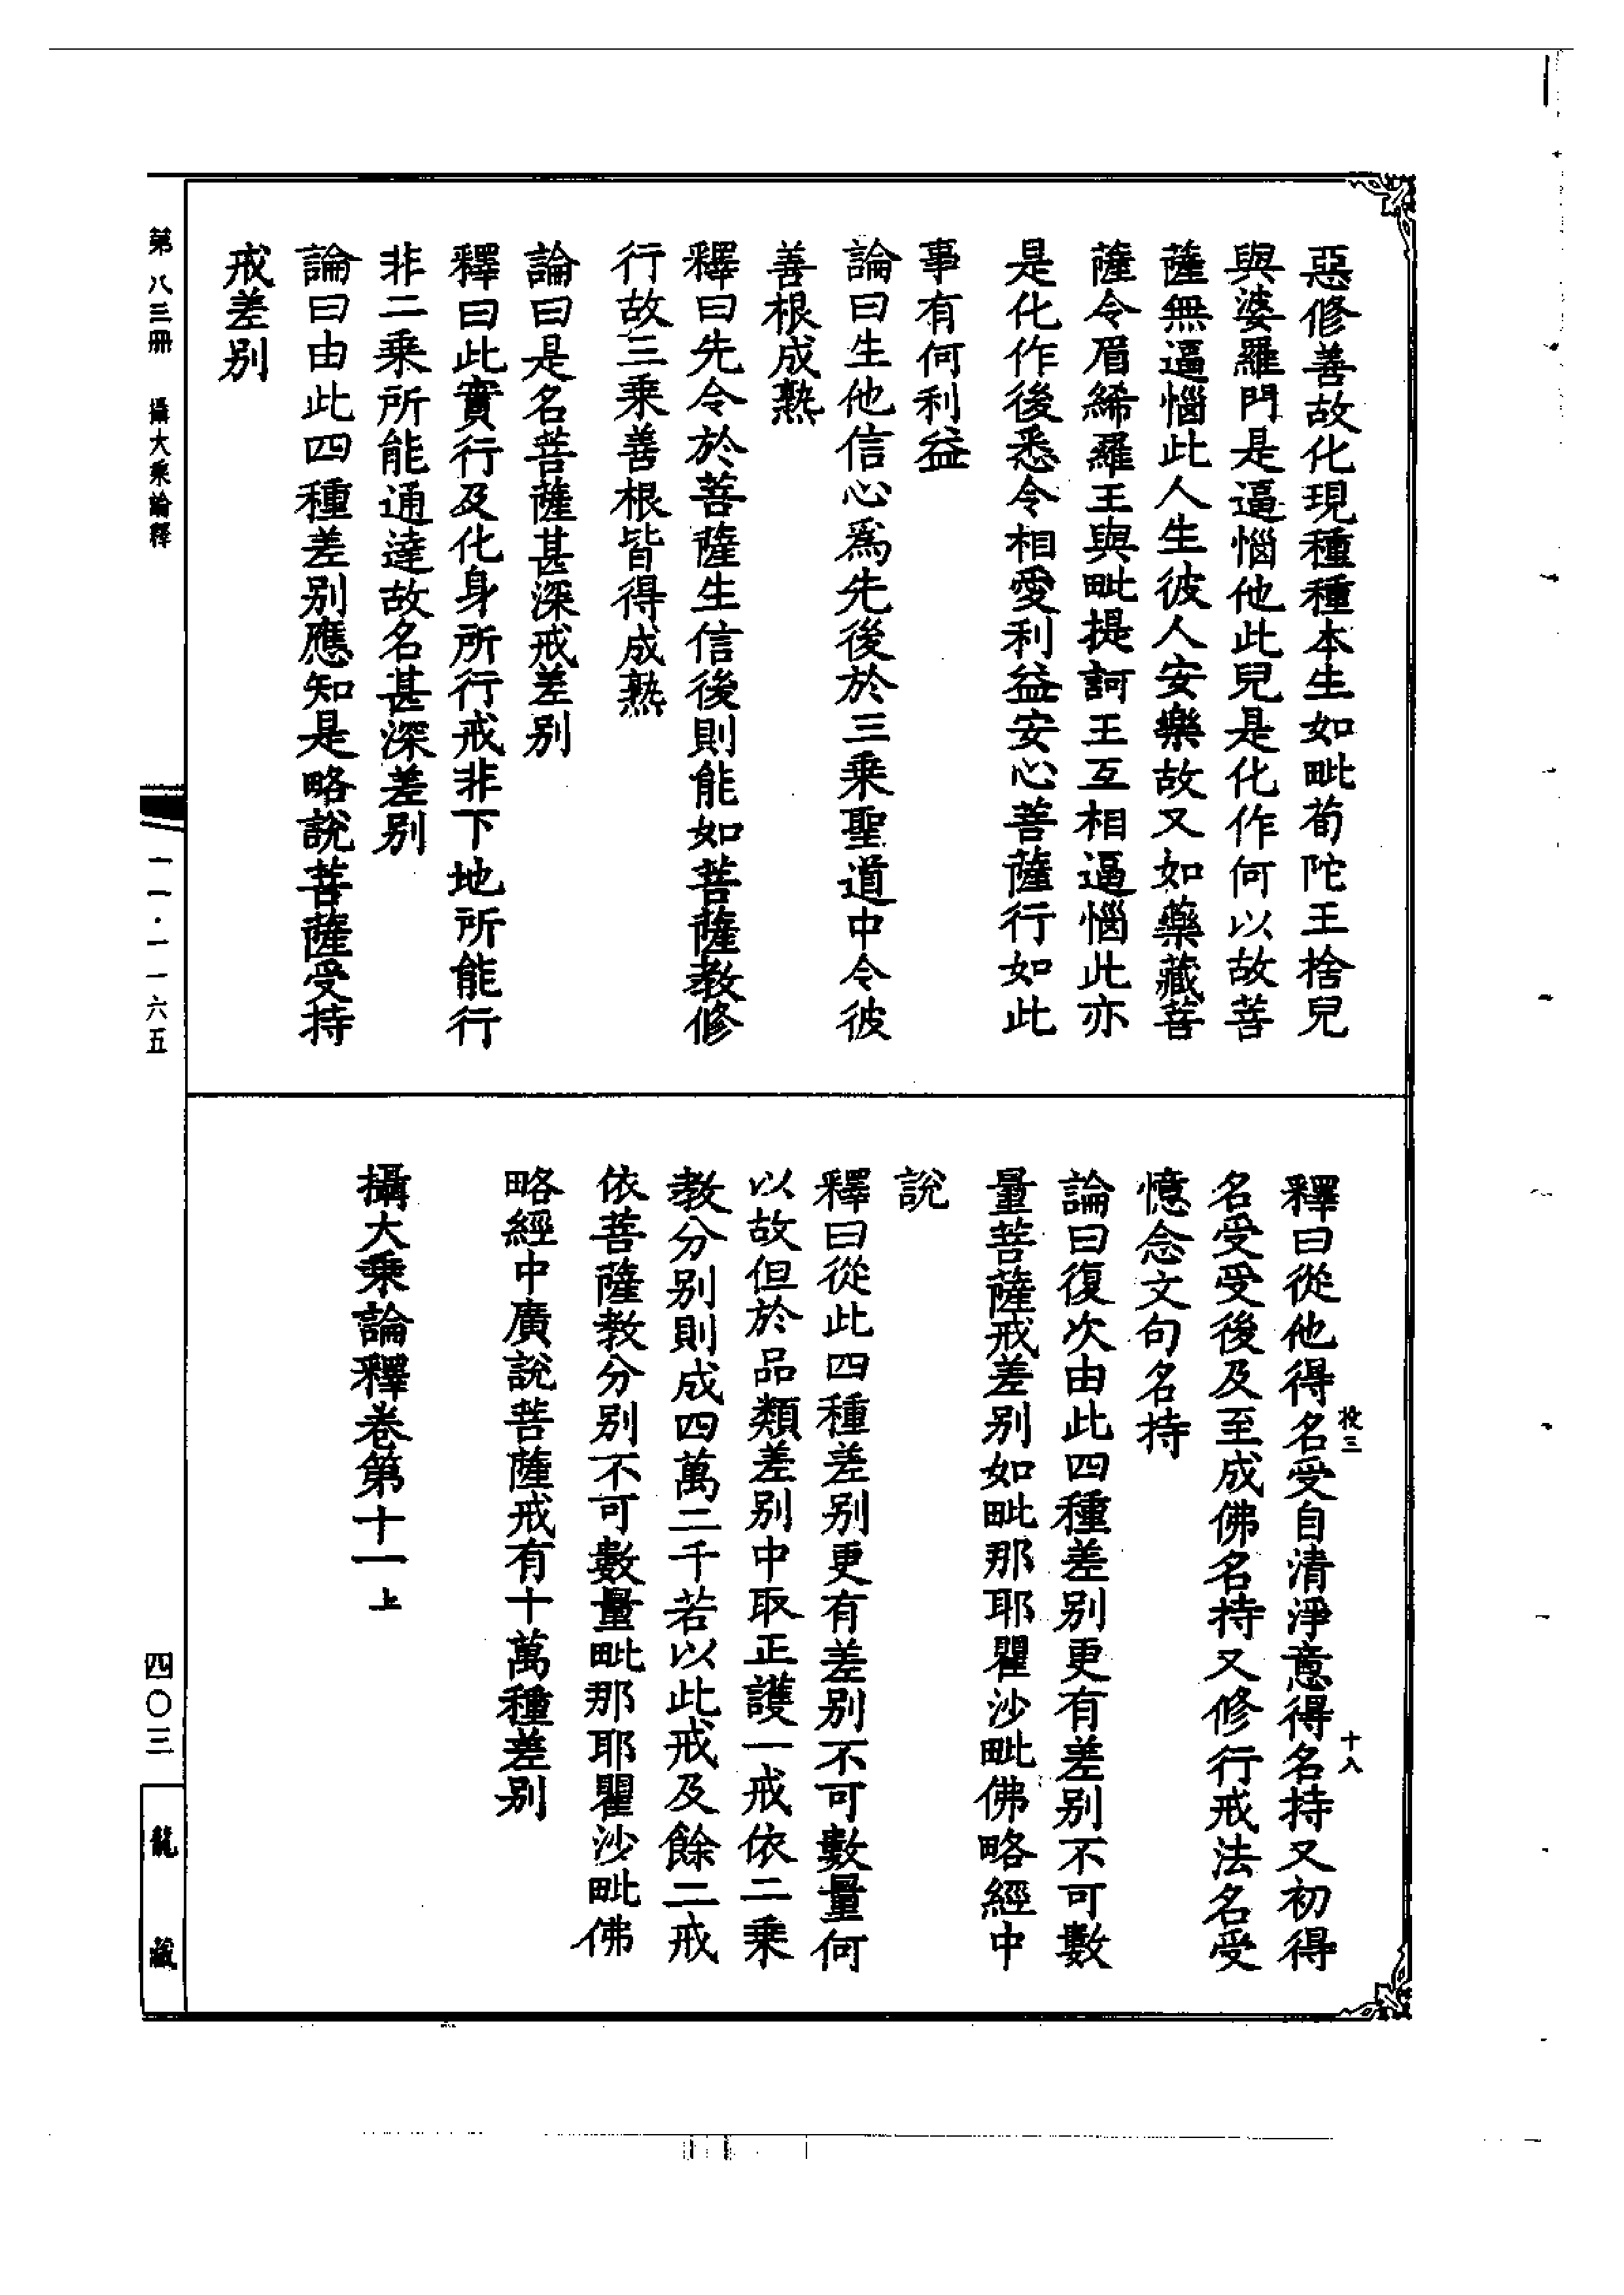 惡修善故化現種種本生如毗荀陀王捨兒
與婆羅門是逼惱他此兒是化作何以故菩
薩無逼惱此人生彼人安樂故又如藥藏菩
薩令眉絺羅王與毗提訶王互相逼惱此亦
是化作後悉令相愛利益安心菩薩行如此
事有何利益
論曰生他信心爲先後於三乘聖道中令彼
善根成熟
釋曰先令於菩薩生信後則能如菩薩教修
行故三乘善根皆得成熟
論曰是名菩薩甚深戒差别
釋曰此實行及化身所行戒非下地所能行
非二乘所能通達故名甚深差别
論曰由此四種差别應知是略說菩薩受持
戒差别
釋曰從他得名受自清淨意得名持又初得
名受受後及至成佛名持又修行戒法名受
憶念文句名持
論曰復次由此四種差别更有差别不可數
量菩薩戒差别如毗那耶瞿沙毗佛略經中
說
釋曰從此四種差别更有差别不可數量何
以故但於品類差别中取正護一戒依二乘
教分别則成四萬二千若以此戒及餘二戒
依菩薩教分别不可數量毗那耶瞿沙毗佛
略經中廣說菩薩戒有十萬種差别
攝大乘論釋卷第十一上
投三
十八
第八三冊 攝大乘論釋
一一·一一六五
四〇三
龍藏